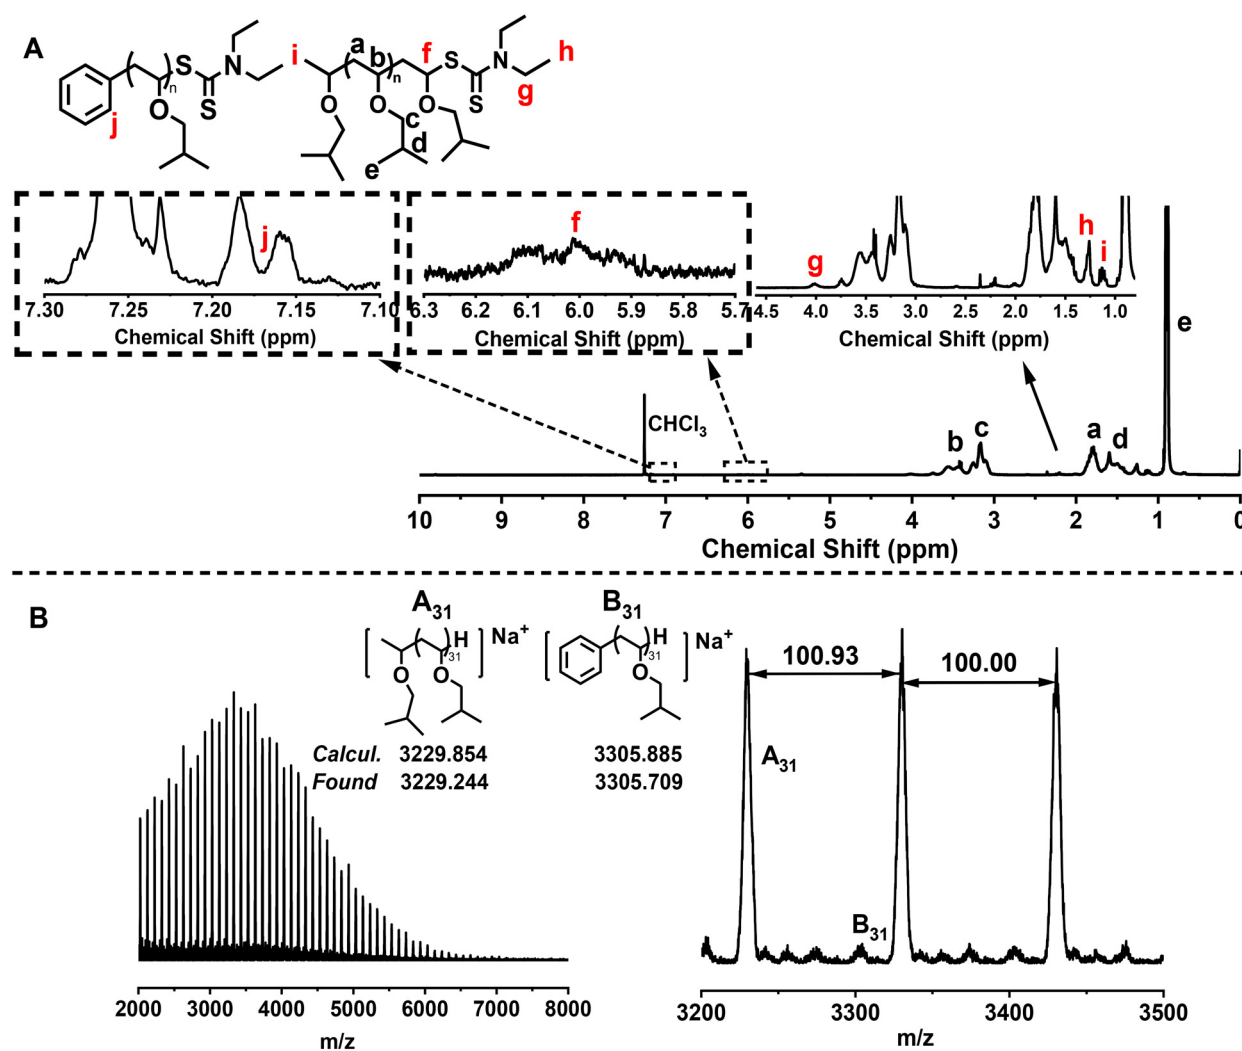 A
S
N
S
n
O
j
i
a
b
n
f
S
N
h
g
S
O
O
O
c
d
e
j
7.30 7.25 7.20 7.15 7.10
Chemical Shift (ppm)
f
6.3 6.2 6.1 6.0 5.9 5.8 5.7
Chemical Shift (ppm)
g
h
i
4.5 4.0 3.5 3.0 2.5 2.0 1.5 1.0
Chemical Shift (ppm)
e
CHCl3
b
c
a
d
10 9 8 7 6 5 4 3 2 1 0
Chemical Shift (ppm)
B
A31
B31
H
31
Na+
O
O
H
31
Na+
O
Calcul. 3229.854 3305.885
Found 3229.244 3305.709
2000 3000 4000 5000 6000 7000 8000
m/z
100.93
100.00
A31
B31
3200 3300 3400 3500
m/z